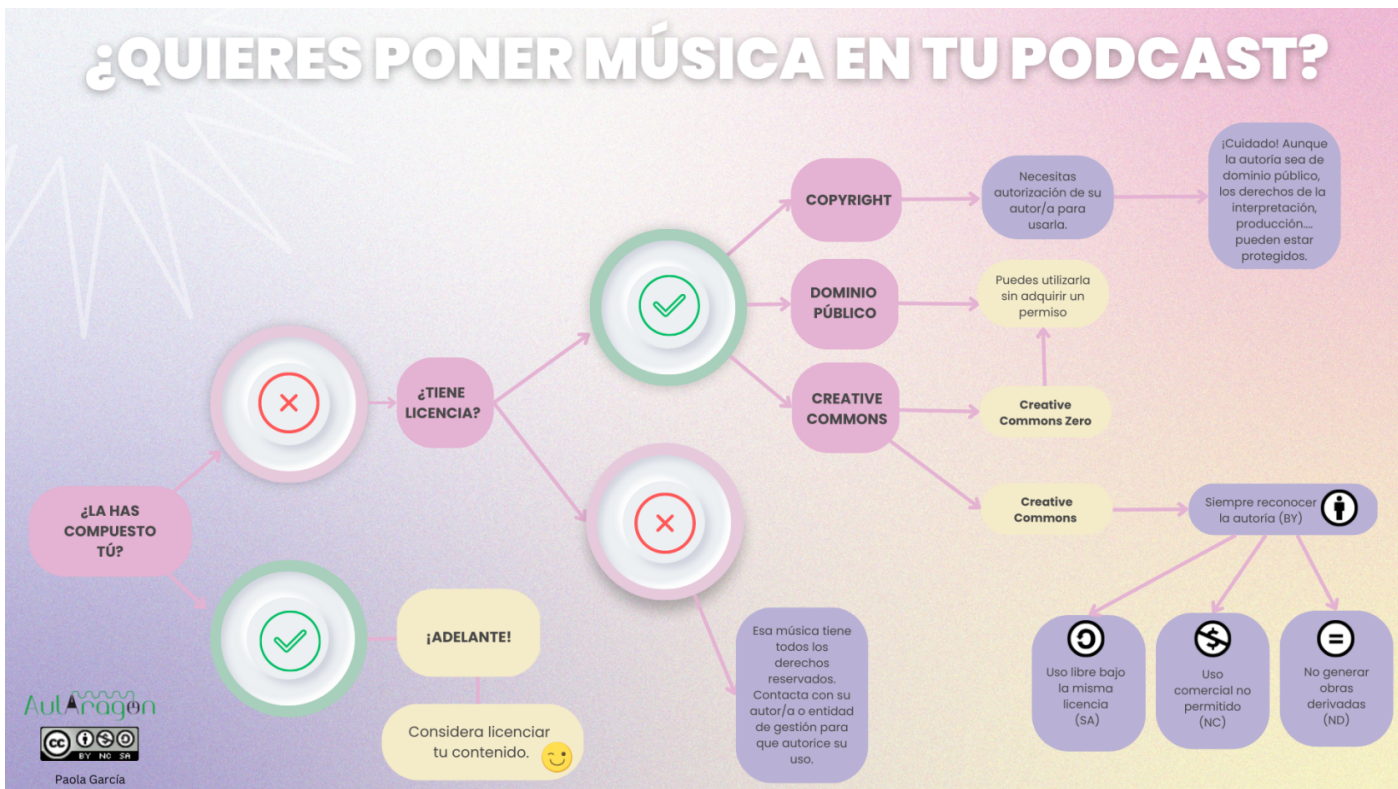 ¿QUIERES PONER MÚSICA EN TU PODCAST?
¿LA HAS
COMPUESTO
TÚ?
¿TIENE
LICENCIA?
¡ADELANTE!
Considera licenciar
tu contenido.
COPYRIGHT
Necesitas
autorización de su
autor/a para
usarla.
¡Cuidado! Aunque
la autoría sea de
dominio público,
los derechos de la
interpretación,
producción....
pueden estar
protegidos.
DOMINIO
PÚBLICO
Puedes utilizarla
sin adquirir un
permiso
CREATIVE
COMMONS
Creative
Commons Zero
Creative
Commons
Siempre reconocer
la autoría (BY)
Uso libre bajo
la misma
licencia
(SA)
Uso
comercial no
permitido
(NC)
No generar
obras
derivadas
(ND)
Esa música tiene
todos los
derechos
reservados.
Contacta con su
autor/a o entidad
de gestión para
que autorice su
uso.
AulAragón
cc
BY NC SA
Paola García